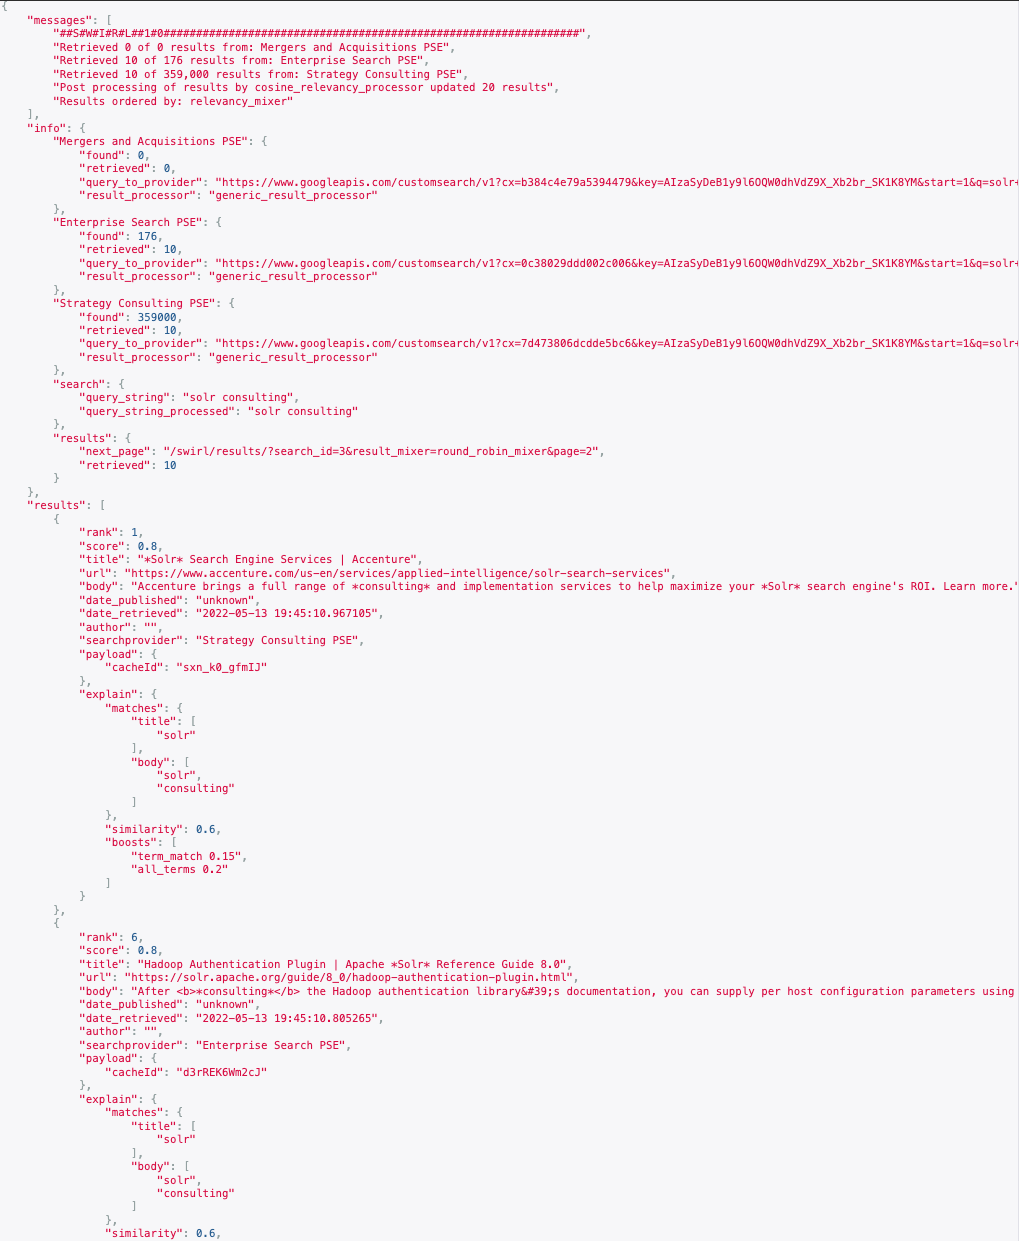 {
"messages": [
"##S#W#I#R#L##1#0################################################################",
"Retrieved 0 of 0 results from: Mergers and Acquisitions PSE",
"Retrieved 10 of 176 results from: Enterprise Search PSE",
"Retrieved 10 of 359,000 results from: Strategy Consulting PSE",
"Post processing of results by cosine_relevancy_processor updated 20 results",
"Results ordered by: relevancy_mixer"
],
"info": {
"Mergers and Acquisitions PSE": {
"found": 0,
"retrieved": 0,
"query_to_provider": "https://www.googleapis.com/customsearch/v1?cx=b384c4e79a5394479&key=AIzaSyDeB1y9l6OQW0dhVdZ9X_Xb2br_SK1K8YM&start=1&q=solr+
"result_processor": "generic_result_processor"
},
"Enterprise Search PSE": {
"found": 176,
"retrieved": 10,
"query_to_provider": "https://www.googleapis.com/customsearch/v1?cx=0c38029ddd002c006&key=AIzaSyDeB1y9l6OQW0dhVdZ9X_Xb2br_SK1K8YM&start=1&q=solr+
"result_processor": "generic_result_processor"
},
"Strategy Consulting PSE": {
"found": 359000,
"retrieved": 10,
"query_to_provider": "https://www.googleapis.com/customsearch/v1?cx=7d473806dcdde5bc6&key=AIzaSyDeB1y9l6OQW0dhVdZ9X_Xb2br_SK1K8YM&start=1&q=solr+
"result_processor": "generic_result_processor"
},
"search": {
"query_string": "solr consulting",
"query_string_processed": "solr consulting"
},
"results": {
"next_page": "/swirl/results/?search_id=3&result_mixer=round_robin_mixer&page=2",
"retrieved": 10
}
},
"results": [
{
"rank": 1,
"score": 0.8,
"title": "*Solr* Search Engine Services | Accenture",
"url": "https://www.accenture.com/us-en/services/applied-intelligence/solr-search-services",
"body": "Accenture brings a full range of *consulting* and implementation services to help maximize your *Solr* search engine's ROI. Learn more."
"date_published": "unknown",
"date_retrieved": "2022-05-13 19:45:10.967105",
"author": "",
"searchprovider": "Strategy Consulting PSE",
"payload": {
"cacheId": "sxn_k0_gfmIJ"
},
"explain": {
"matches": {
"title": [
"solr"
],
"body": [
"solr",
"consulting"
]
},
"similarity": 0.6,
"boosts": [
"term_match 0.15",
"all_terms 0.2"
]
}
},
{
"rank": 6,
"score": 0.8,
"title": "Hadoop Authentication Plugin | Apache *Solr* Reference Guide 8.0",
"url": "https://solr.apache.org/guide/8_0/hadoop-authentication-plugin.html",
"body": "After <b>*consulting*</b> the Hadoop authentication library&#39;s documentation, you can supply per host configuration parameters using
"date_published": "unknown",
"date_retrieved": "2022-05-13 19:45:10.805265",
"author": "",
"searchprovider": "Enterprise Search PSE",
"payload": {
"cacheId": "d3rREK6Wm2cJ"
},
"explain": {
"matches": {
"title": [
"solr"
],
"body": [
"solr",
"consulting"
]
},
"similarity": 0.6,